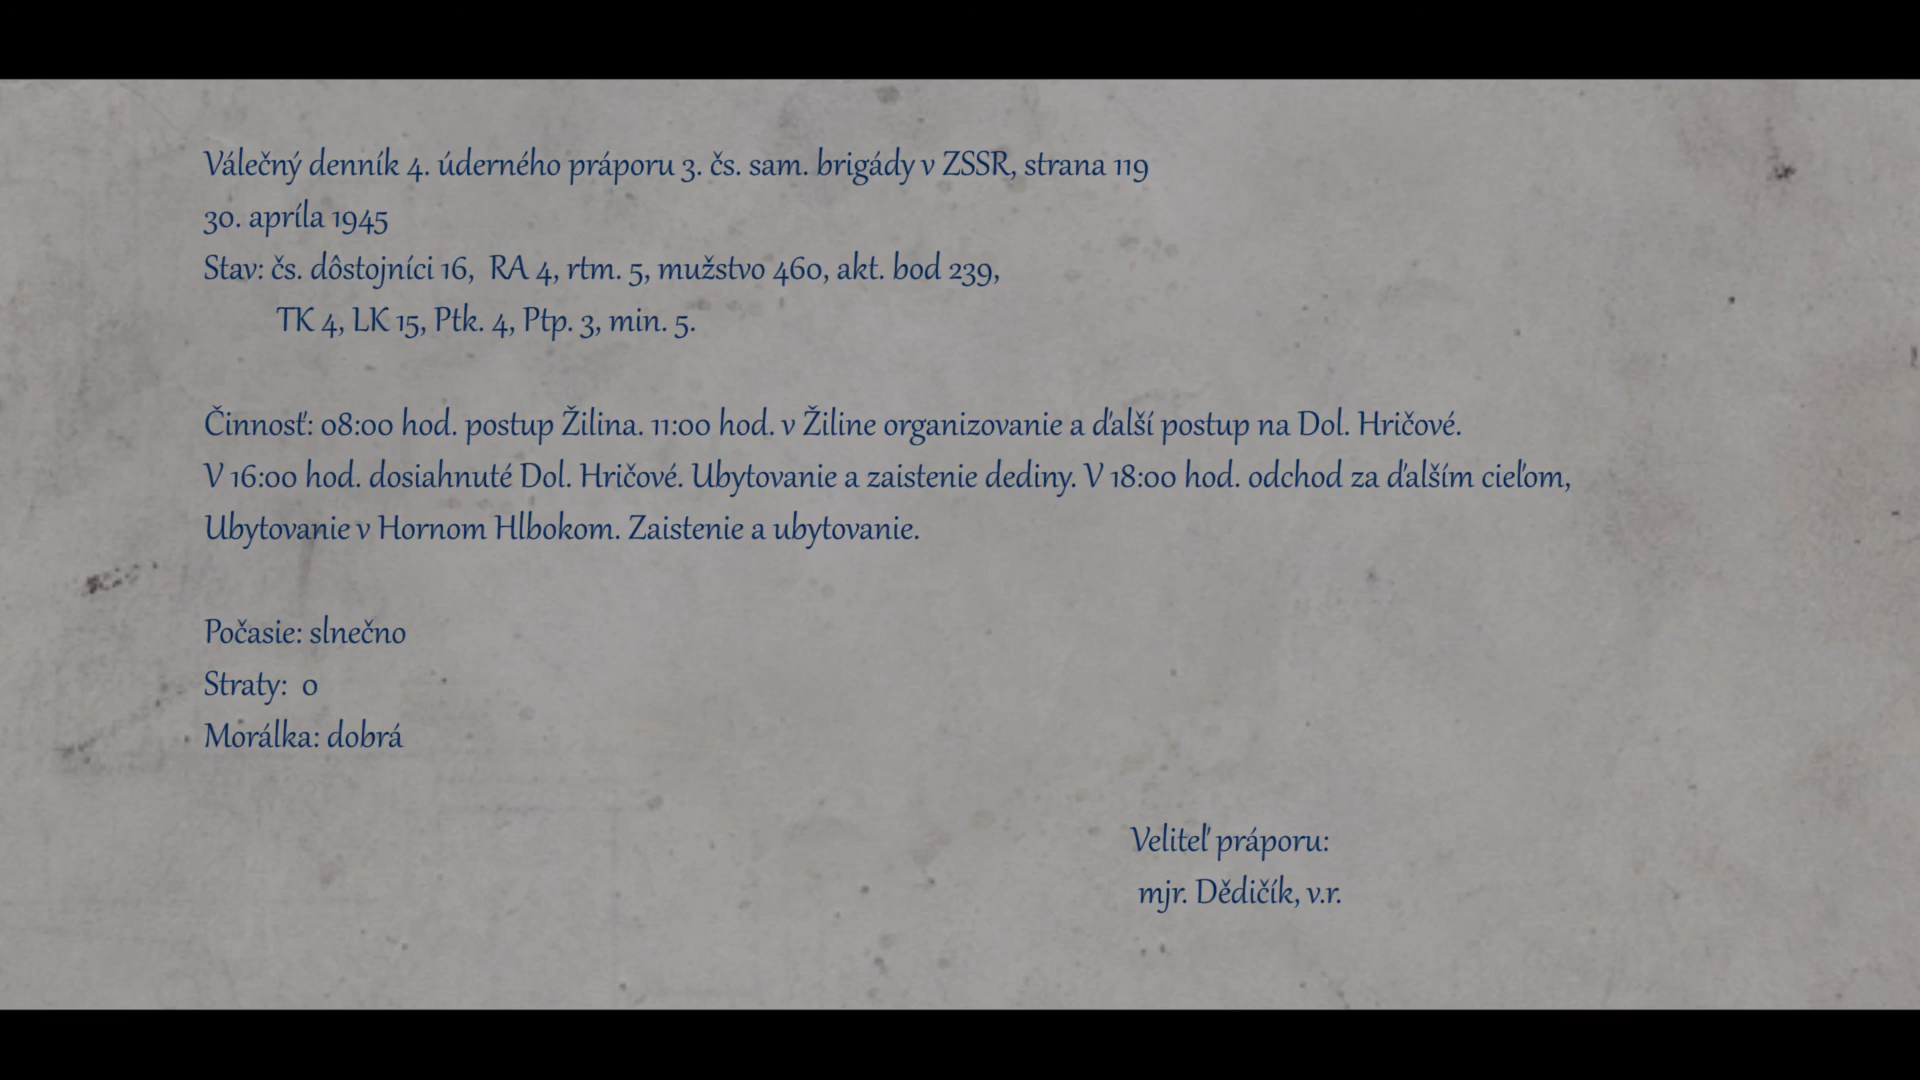 Válečný denník 4. úderného práporu 3. čs. sam. brigády v ZSSR, strana 119
30. apríla 1945
Stav: čs. dôstojníci 16, RA 4, rtm. 5, mužstvo 460, akt. bod 239,
TK 4, LK 15, Ptk. 4, Ptp. 3, min. 5.
Činnosť: 08:00 hod. postup Žilina. 11:00 hod. v Žiline organizovanie a ďalší postup na Dol. Hričové.
V 16:00 hod. dosiahnuté Dol. Hričové. Ubytovanie a zaistenie dediny. V 18:00 hod. odchod za ďalším cieľom,
Ubytovanie v Hornom Hlbokom. Zaistenie a ubytovanie.
Počasie: slnečno
Straty: 0
Morálka: dobrá
Veliteľ práporu:
mjr. Dědičík, v.r.